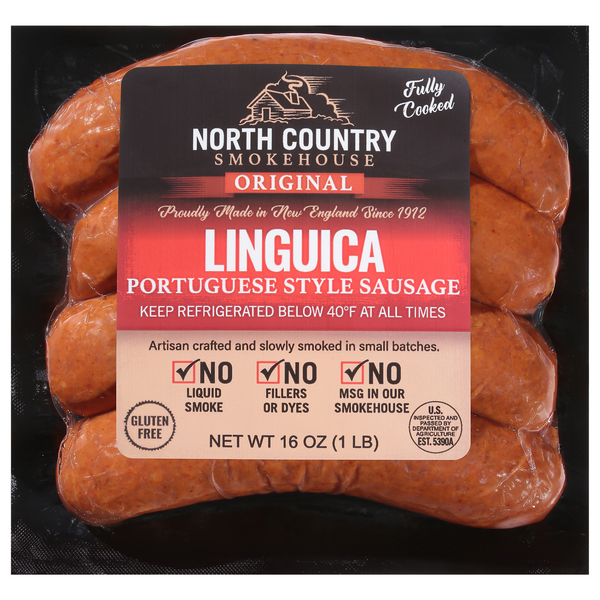 Fully
Cooked
NORTH COUNTRY
SMOKEHOUSE
ORIGINAL
Proudly Made in New England Since 1912
LINGUICA
PORTUGUESE STYLE SAUSAGE
KEEP REFRIGERATED BELOW 40°F AT ALL TIMES
Artisan crafted and slowly smoked in small batches.
NO
LIQUID
SMOKE
NO
FILLERS
OR DYES
NO
MSG IN OUR
SMOKEHOUSE
GLUTEN
FREE
NET WT 16 OZ (1 LB)
U.S.
INSPECTED AND
PASSED BY
DEPARTMENT OF
AGRICULTURE
EST. 5390A